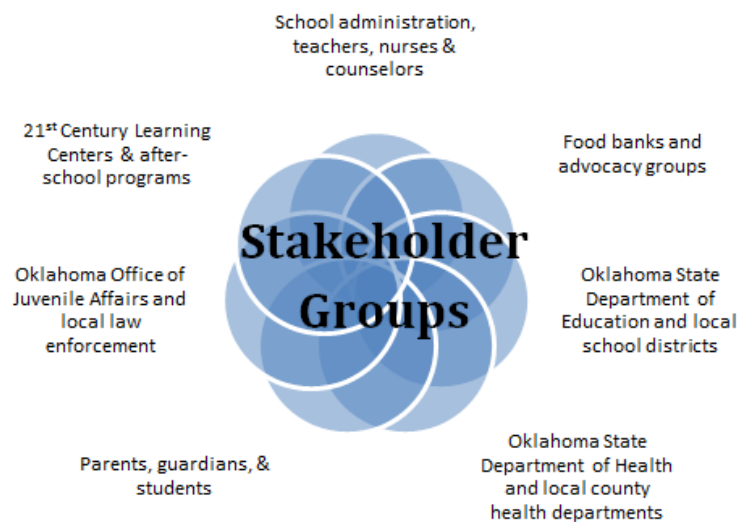 School administration,
teachers, nurses &
counselors
21st Century Learning
Centers & after-
school programs
Food banks and
advocacy groups
Stakeholder
Groups
Oklahoma Office of
Juvenile Affairs and
local law
enforcement
Oklahoma State
Department of
Education and local
school districts
Parents, guardians, &
students
Oklahoma State
Department of Health
and local county
health departments